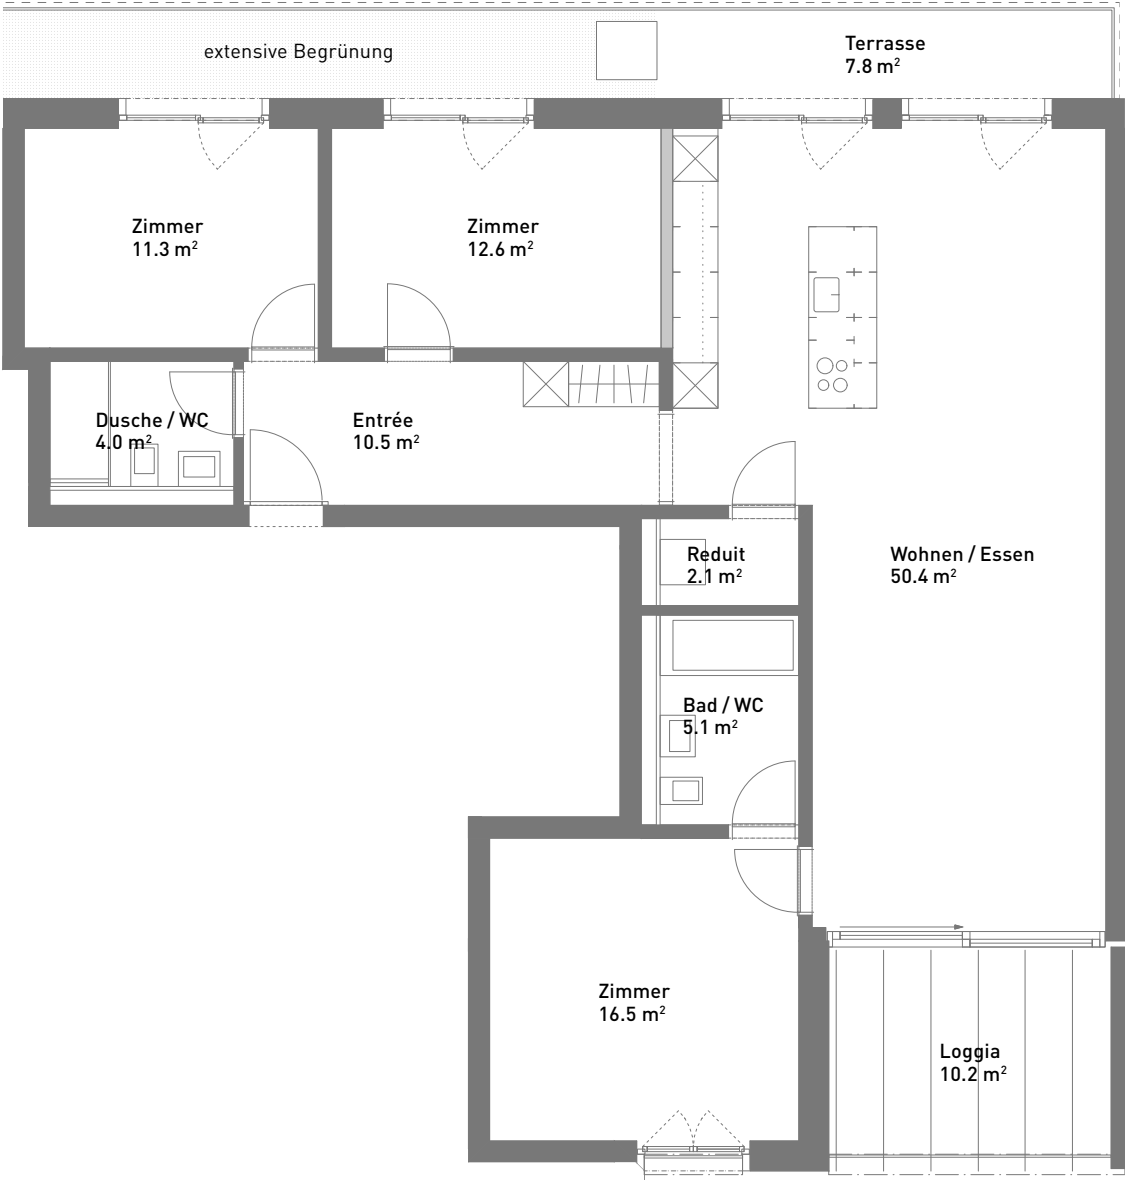 extensive Begrünung
Terrasse
7.8 m²
Zimmer
11.3 m²
Zimmer
12.6 m²
Dusche / WC
4.0 m²
Entrée
10.5 m²
Reduit
2.1 m²
Wohnen / Essen
50.4 m²
Bad / WC
5.1 m²
Zimmer
16.5 m²
Loggia
10.2 m²